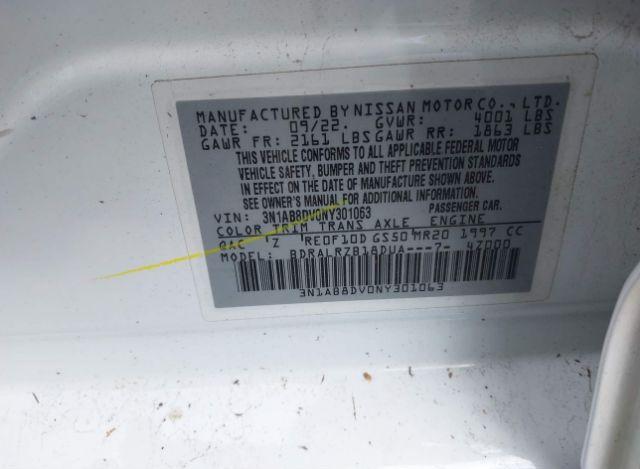 MANUFACTURED BY NISSAN MOTOR CO., LTD.
DATE: 09/22. GVWR: 4001 LBS
GAWR FR: 2161 LBS GAWR RR: 1863 LBS
THIS VEHICLE CONFORMS TO ALL APPLICABLE FEDERAL MOTOR
VEHICLE SAFETY, BUMPER AND THEFT PREVENTION STANDARDS
IN EFFECT ON THE DATE OF MANUFACTURE SHOWN ABOVE.
SEE OWNER'S MANUAL FOR ADDITIONAL INFORMATION.
VIN: 3N1AB8DV0NY301063 PASSENGER CAR.
COLOR TRIM TRANS AXLE ENGINE
QAC Z RE0F10D GS50 MR20 1997 CC
MODEL: BDRALRZB18DUA---7- 47000
3N1AB8DV0NY301063